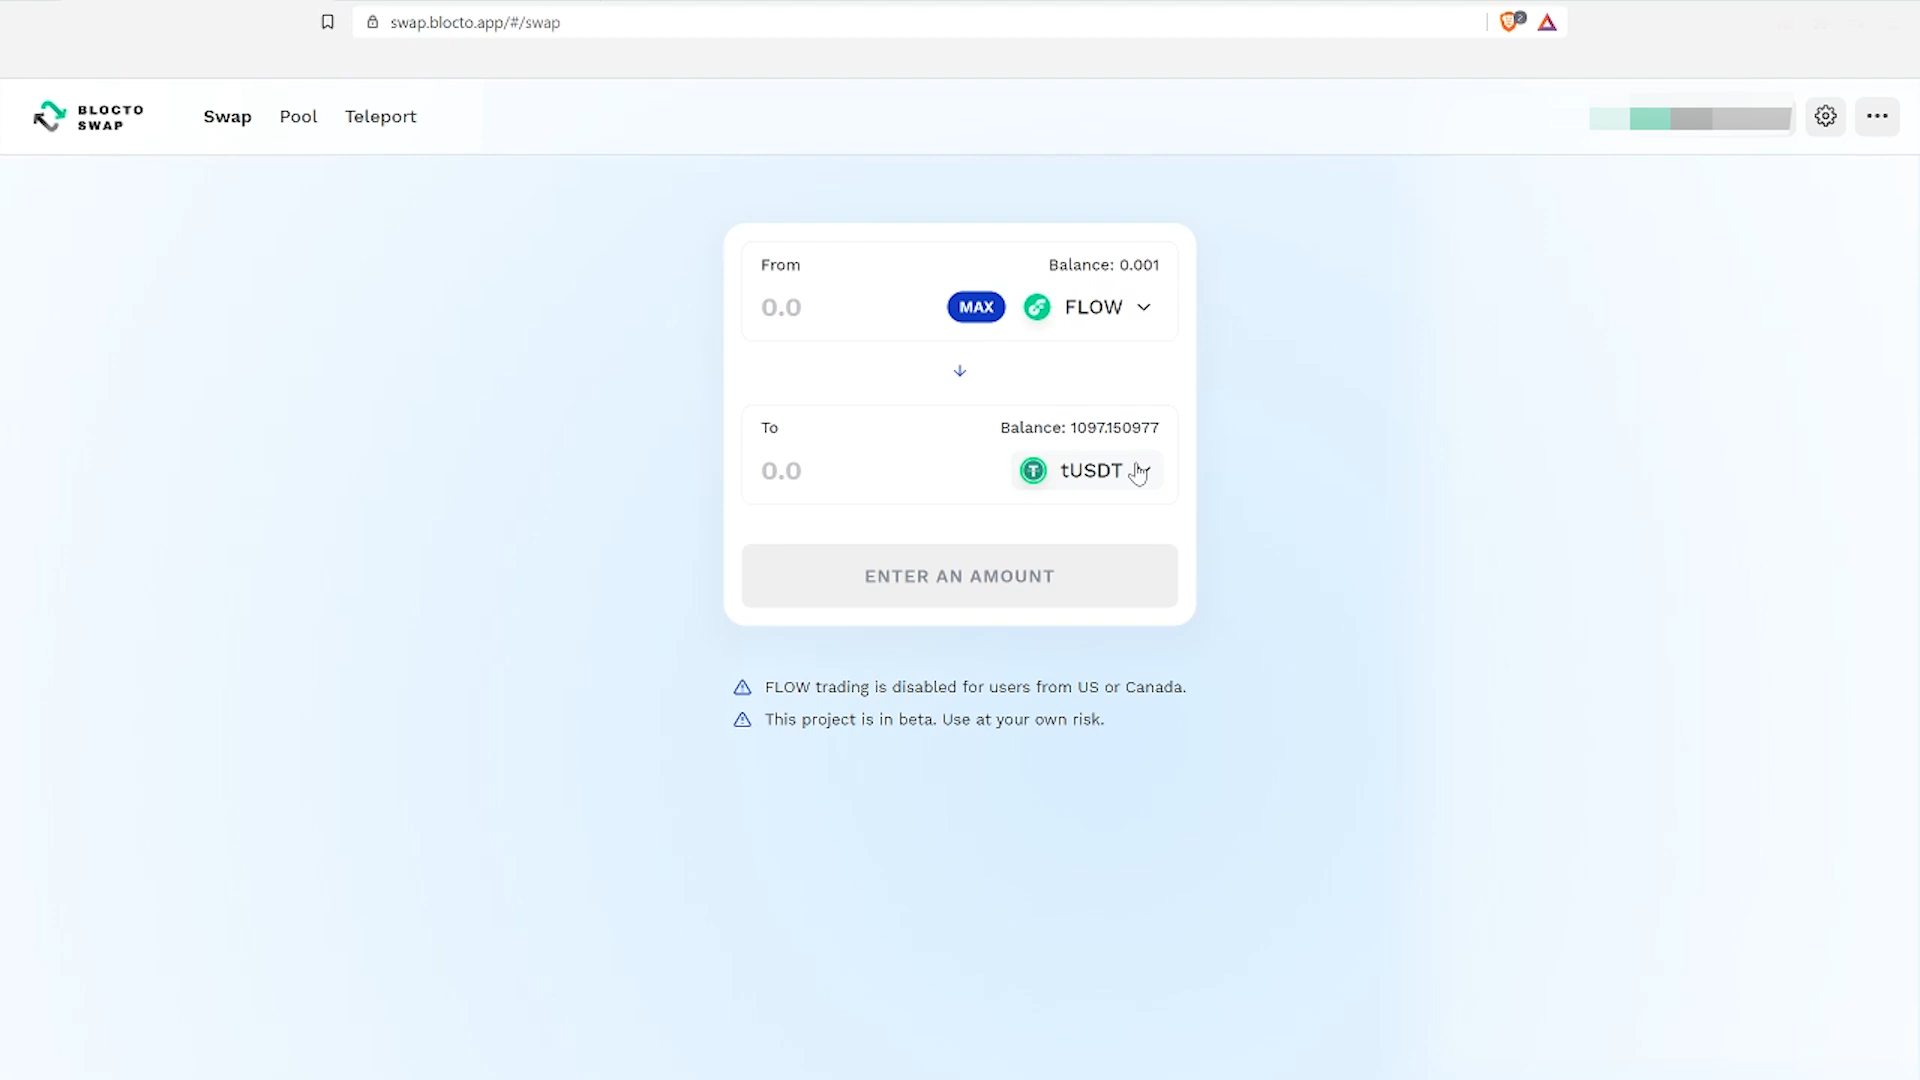 swap.blocto.app/#/swap
2
BLOCTO
SWAP
Swap Pool Teleport
From Balance: 0.001
0.0 MAX FLOW
To Balance: 1097.150977
0.0 tUSDT
ENTER AN AMOUNT
FLOW trading is disabled for users from US or Canada.
This project is in beta. Use at your own risk.